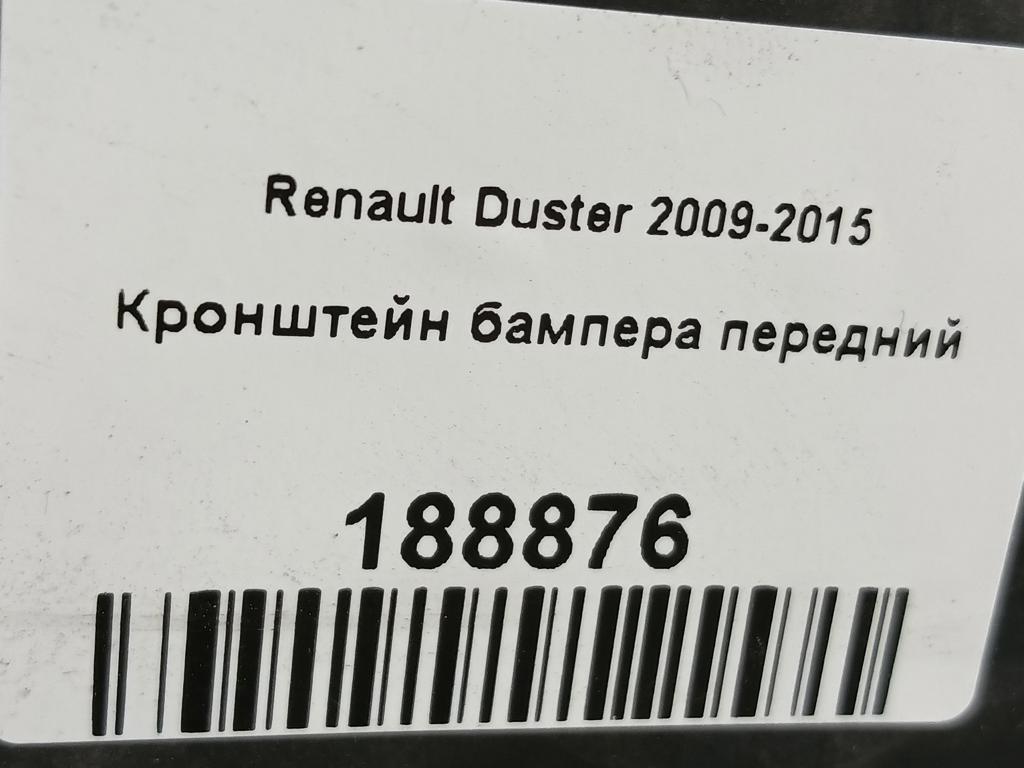 Renault Duster 2009-2015
Кронштейн бампера передний
188876